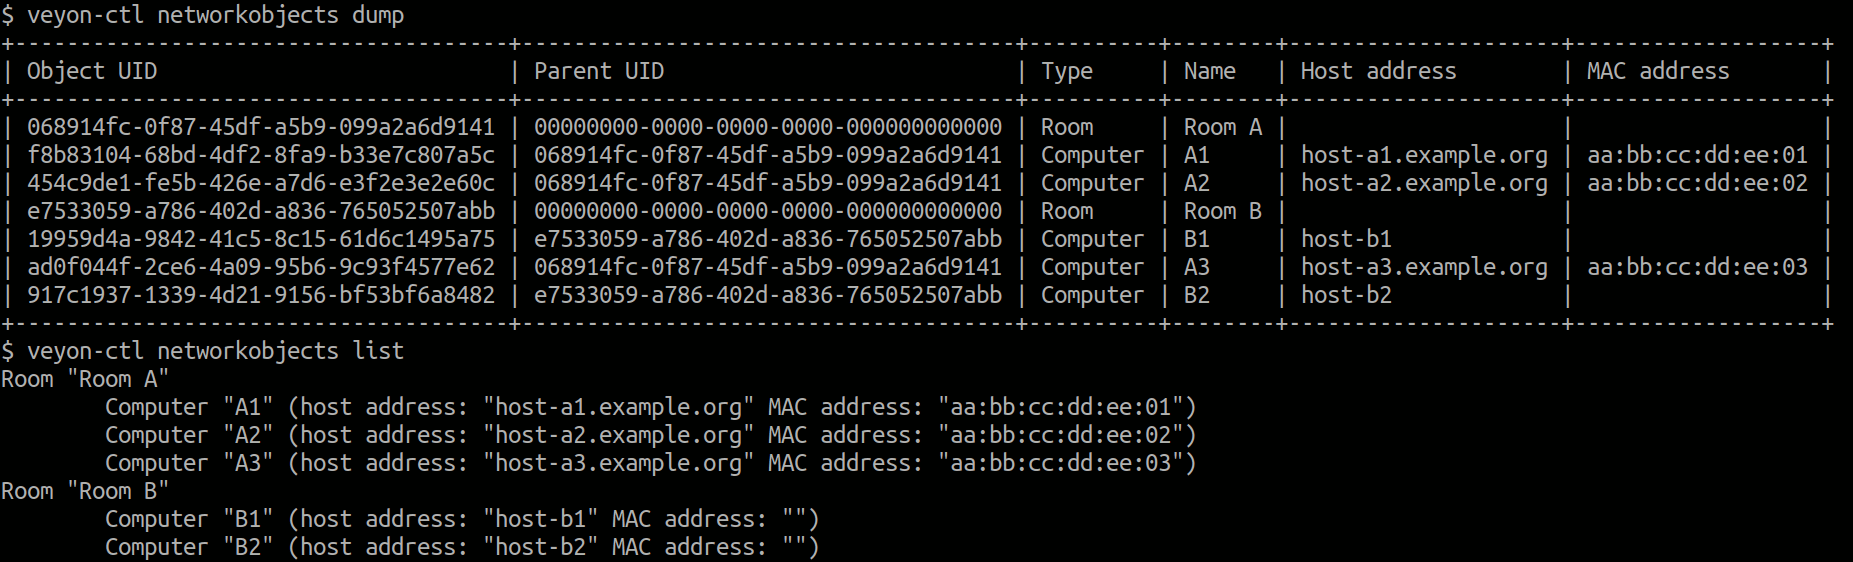 $ veyon-ctl networkobjects dump
+--------------------------------------+--------------------------------------+----------+--------+---------------------+-------------------+
| Object UID                           | Parent UID                           | Type     | Name   | Host address        | MAC address       |
+--------------------------------------+--------------------------------------+----------+--------+---------------------+-------------------+
| 068914fc-0f87-45df-a5b9-099a2a6d9141 | 00000000-0000-0000-0000-000000000000 | Room     | Room A |                     |                   |
| f8b83104-68bd-4df2-8fa9-b33e7c807a5c | 068914fc-0f87-45df-a5b9-099a2a6d9141 | Computer | A1     | host-a1.example.org | aa:bb:cc:dd:ee:01 |
| 454c9de1-fe5b-426e-a7d6-e3f2e3e2e60c | 068914fc-0f87-45df-a5b9-099a2a6d9141 | Computer | A2     | host-a2.example.org | aa:bb:cc:dd:ee:02 |
| e7533059-a786-402d-a836-765052507abb | 00000000-0000-0000-0000-000000000000 | Room     | Room B |                     |                   |
| 19959d4a-9842-41c5-8c15-61d6c1495a75 | e7533059-a786-402d-a836-765052507abb | Computer | B1     | host-b1             |                   |
| ad0f044f-2ce6-4a09-95b6-9c93f4577e62 | 068914fc-0f87-45df-a5b9-099a2a6d9141 | Computer | A3     | host-a3.example.org | aa:bb:cc:dd:ee:03 |
| 917c1937-1339-4d21-9156-bf53bf6a8482 | e7533059-a786-402d-a836-765052507abb | Computer | B2     | host-b2             |                   |
+--------------------------------------+--------------------------------------+----------+--------+---------------------+-------------------+
$ veyon-ctl networkobjects list
Room "Room A"
        Computer "A1" (host address: "host-a1.example.org" MAC address: "aa:bb:cc:dd:ee:01")
        Computer "A2" (host address: "host-a2.example.org" MAC address: "aa:bb:cc:dd:ee:02")
        Computer "A3" (host address: "host-a3.example.org" MAC address: "aa:bb:cc:dd:ee:03")
Room "Room B"
        Computer "B1" (host address: "host-b1" MAC address: "")
        Computer "B2" (host address: "host-b2" MAC address: "")